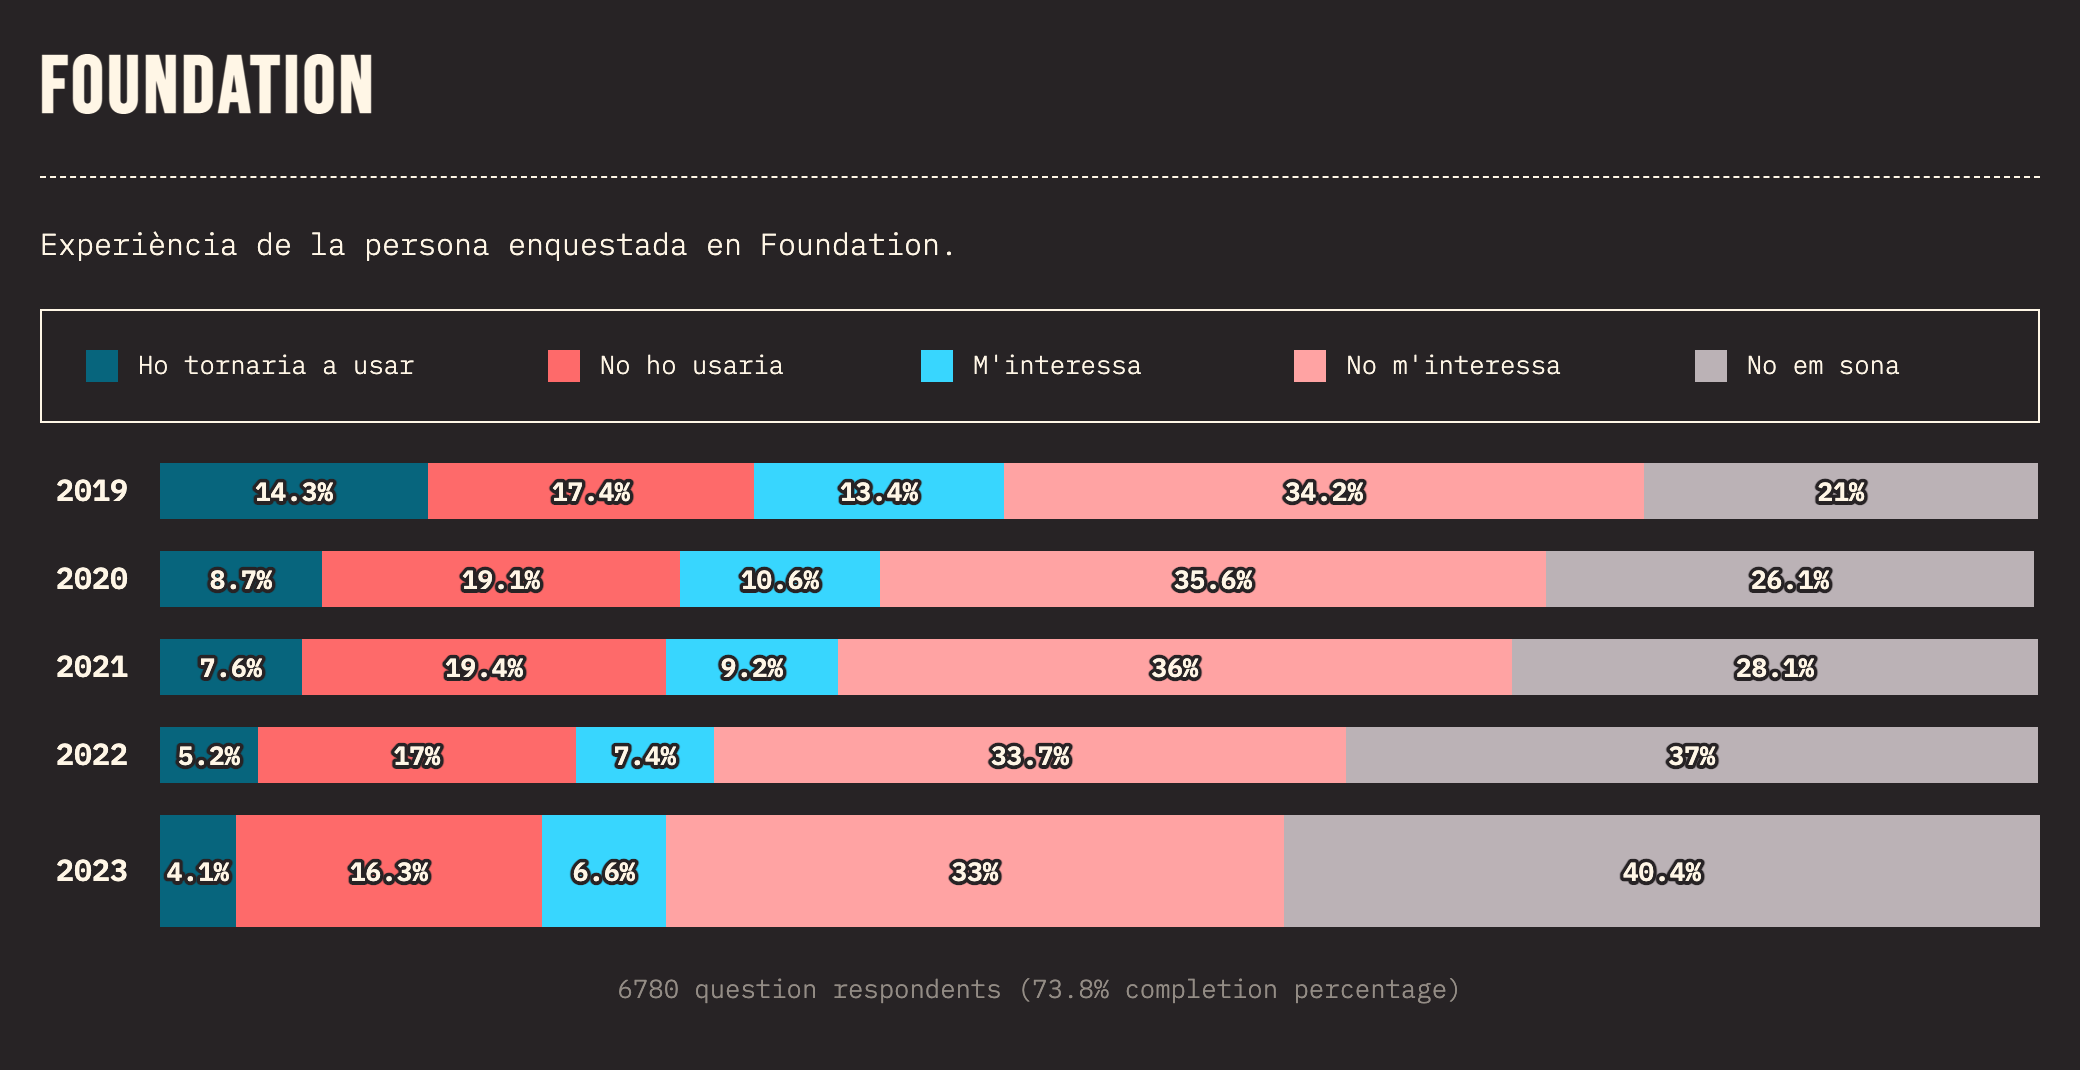 FOUNDATION
Experiència de la persona enquestada en Foundation.
Ho tornaria a usar No ho usaria M'interessa No m'interessa No em sona
2019 14.3% 17.4% 13.4% 34.2% 21%
2020 8.7% 19.1% 10.6% 35.6% 26.1%
2021 7.6% 19.4% 9.2% 36% 28.1%
2022 5.2% 17% 7.4% 33.7% 37%
2023 4.1% 16.3% 6.6% 33% 40.4%
6780 question respondents (73.8% completion percentage)